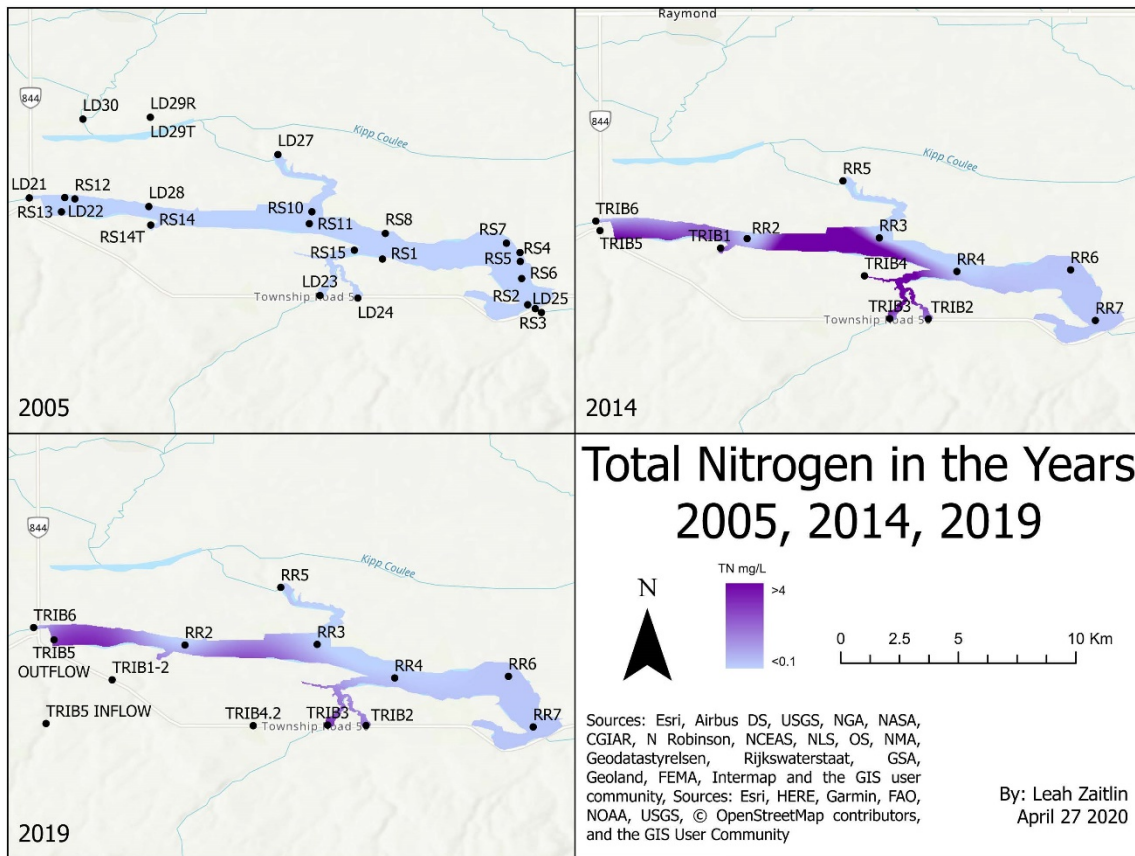 844
LD30
LD29R
LD29T
Kipp Coulee
LD27
LD21
RS12
LD28
RS13
LD22
RS14
RS14T
RS10
RS11
RS8
RS7
RS4
RS5
RS15
RS1
RS6
LD23
RS2
LD25
Township Road 5
LD24
RS3
2005
Raymond
844
Kipp Coulee
RR5
TRIB6
TRIB5
TRIB1
RR2
RR3
TRIB4
RR4
RR6
TRIB3
TRIB2
Township Road 5
RR7
2014
844
Kipp Coulee
RR5
TRIB6
TRIB5
OUTFLOW
RR2
RR3
TRIB1-2
RR4
RR6
TRIB5 INFLOW
TRIB4.2
TRIB3
TRIB2
Township Road 5
RR7
2019
Total Nitrogen in the Years
2005, 2014, 2019
N
TN mg/L
>4
<0.1
0 2.5 5 10 Km
Sources: Esri, Airbus DS, USGS, NGA, NASA,
CGIAR, N Robinson, NCEAS, NLS, OS, NMA,
Geodatastyrelsen, Rijkswaterstaat, GSA,
Geoland, FEMA, Intermap and the GIS user
community, Sources: Esri, HERE, Garmin, FAO,
NOAA, USGS, © OpenStreetMap contributors,
and the GIS User Community
By: Leah Zaitlin
April 27 2020